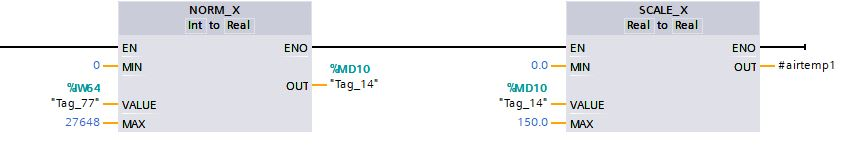 NORM_X
Int to Real
EN
ENO
0
MIN
%IW64
"Tag_77"
VALUE
27648
MAX
OUT
%MD10
"Tag_14"
SCALE_X
Real to Real
EN
ENO
0.0
MIN
OUT
#airtemp1
%MD10
"Tag_14"
VALUE
150.0
MAX